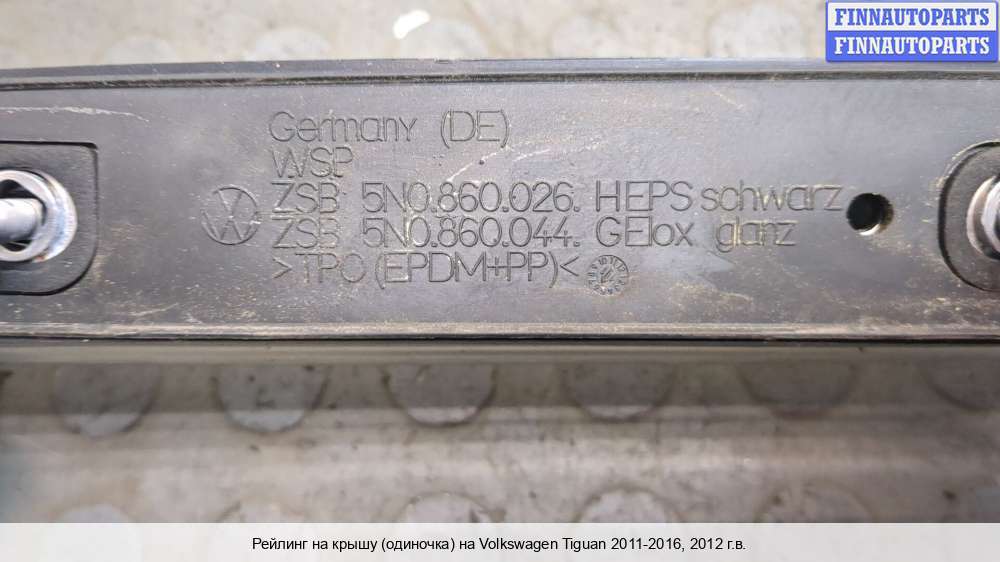 FINNAUTOPARTS
FINNAUTOPARTS
Germany (DE)
WSP
ZSB 5N0.860.026. HEPS schwarz
ZSB 5N0.860.044. GElox glanz
>TPO(EPDM+PP)<
Рейлинг на крышу (одиночка) на Volkswagen Tiguan 2011-2016, 2012 г.в.